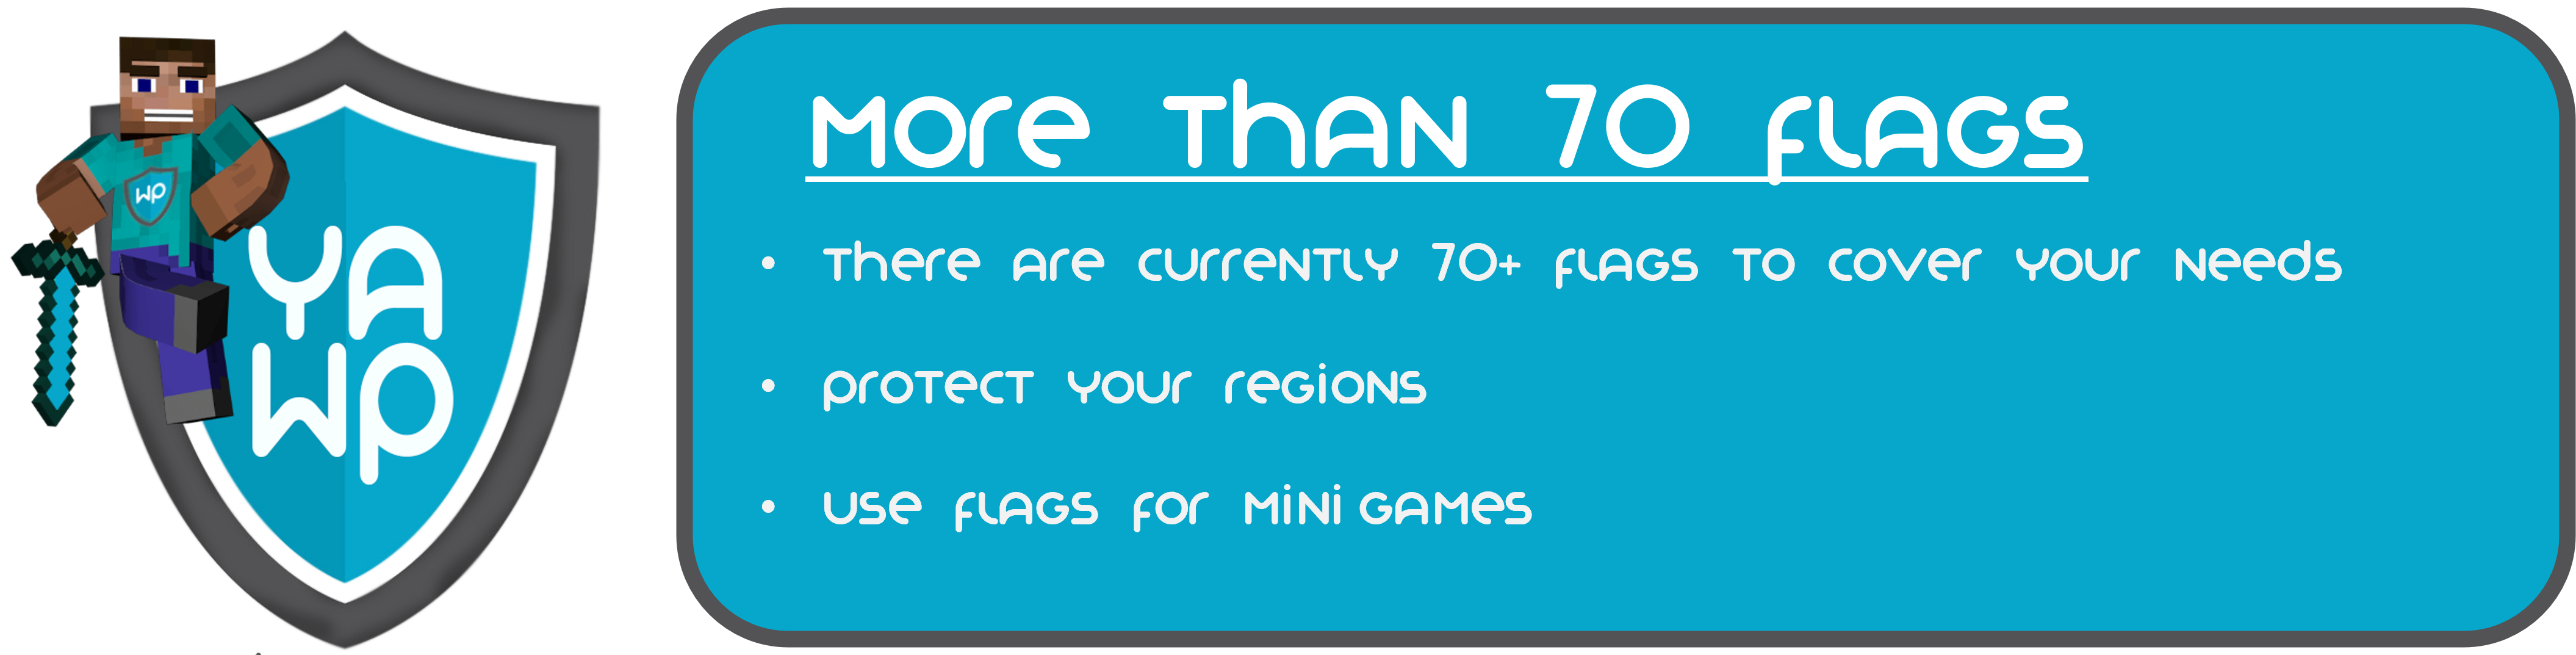 WP
YA
WP
More than 70 flags
• There are currently 70+ flags to cover your needs
• Protect your regions
• Use flags for mini games